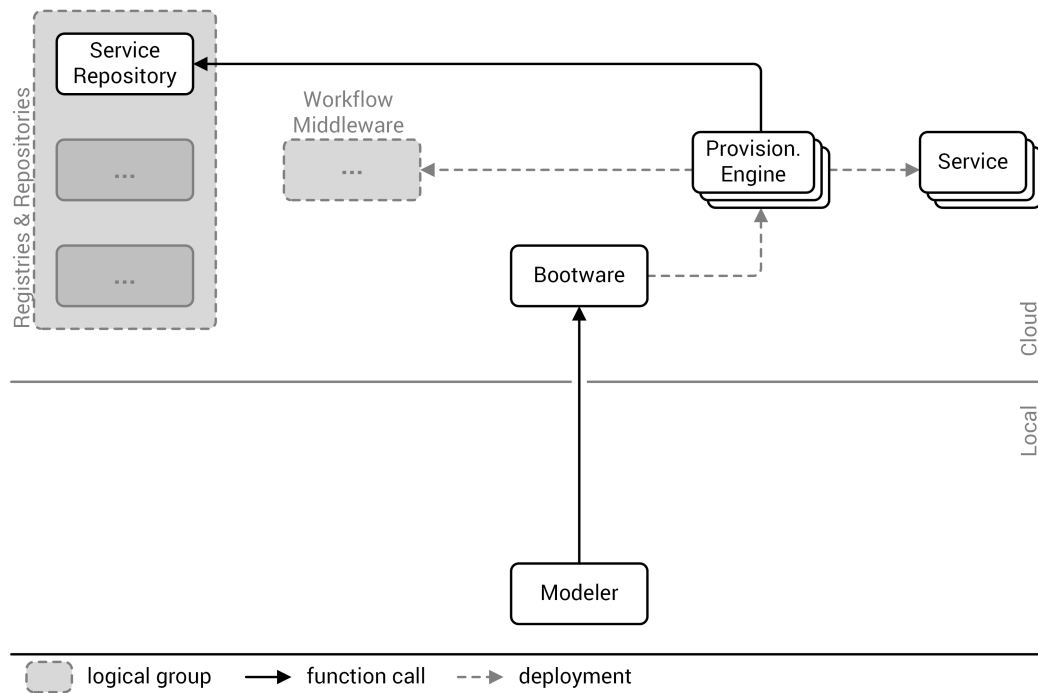 Service
Repository
Registries & Repositories
...
...
Workflow
Middleware
...
Provision.
Engine
Service
Bootware
Cloud
Local
Modeler
logical group
function call
deployment